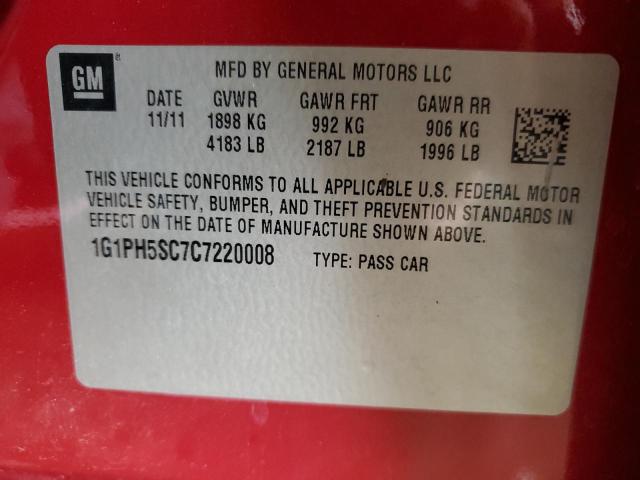 GM ®
MFD BY GENERAL MOTORS LLC
DATE GVWR GAWR FRT GAWR RR
11/11 1898 KG 992 KG 906 KG
4183 LB 2187 LB 1996 LB
THIS VEHICLE CONFORMS TO ALL APPLICABLE U.S. FEDERAL MOTOR
VEHICLE SAFETY, BUMPER, AND THEFT PREVENTION STANDARDS IN
EFFECT ON THE DATE OF MANUFACTURE SHOWN ABOVE.
1G1PH5SC7C7220008 TYPE: PASS CAR